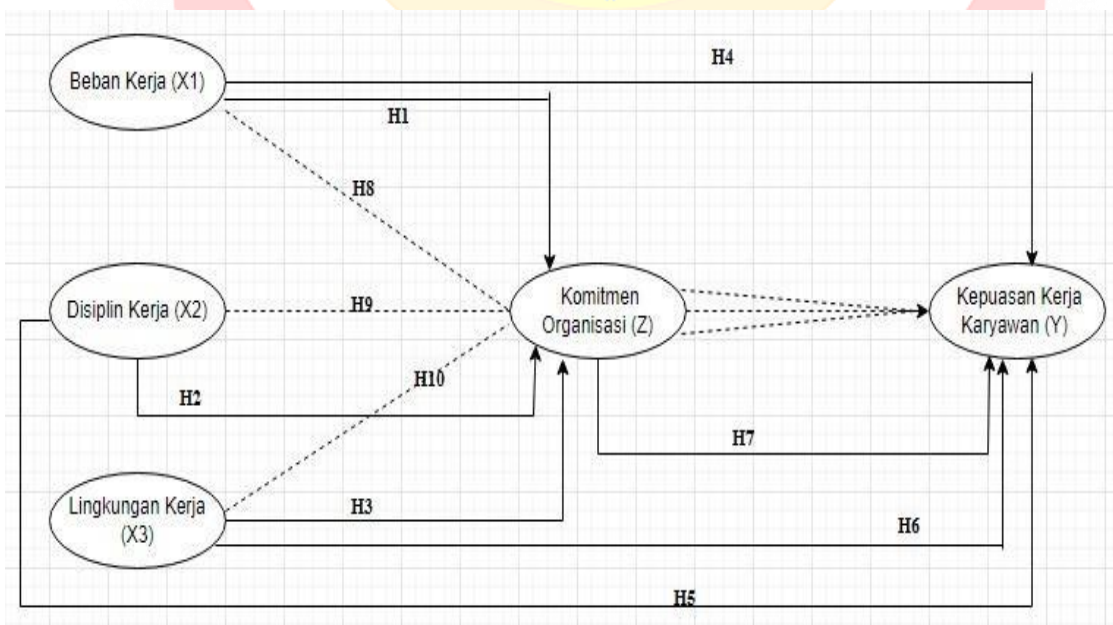 H4
Beban Kerja (X1)
H1
H8
Disiplin Kerja (X2)
H9
Komitmen
Organisasi (Z)
Kepuasan Kerja
Karyawan (Y)
H10
H2
H7
Lingkungan Kerja
(X3)
H3
H6
H5